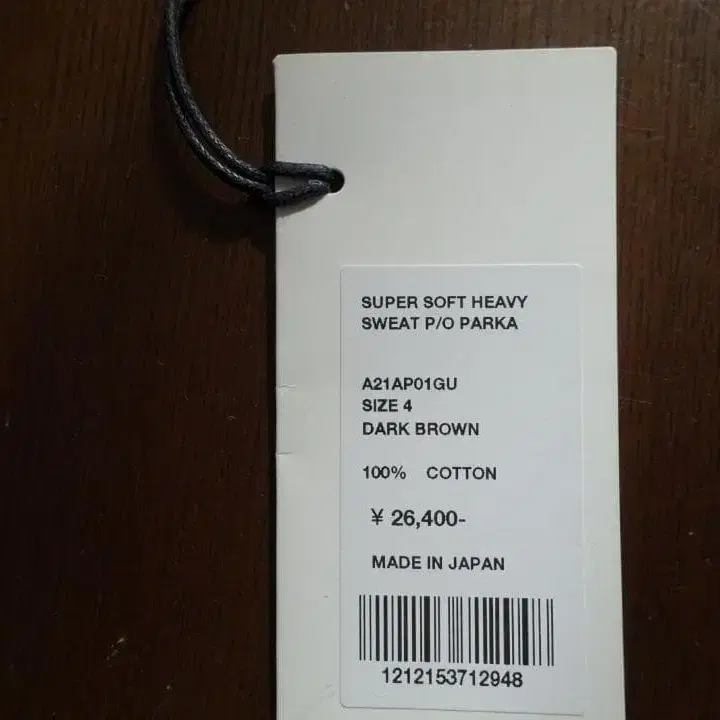 SUPER SOFT HEAVY
SWEAT P/O PARKA
A21AP01GU
SIZE 4
DARK BROWN
100% COTTON
¥ 26,400-
MADE IN JAPAN
1212153712948